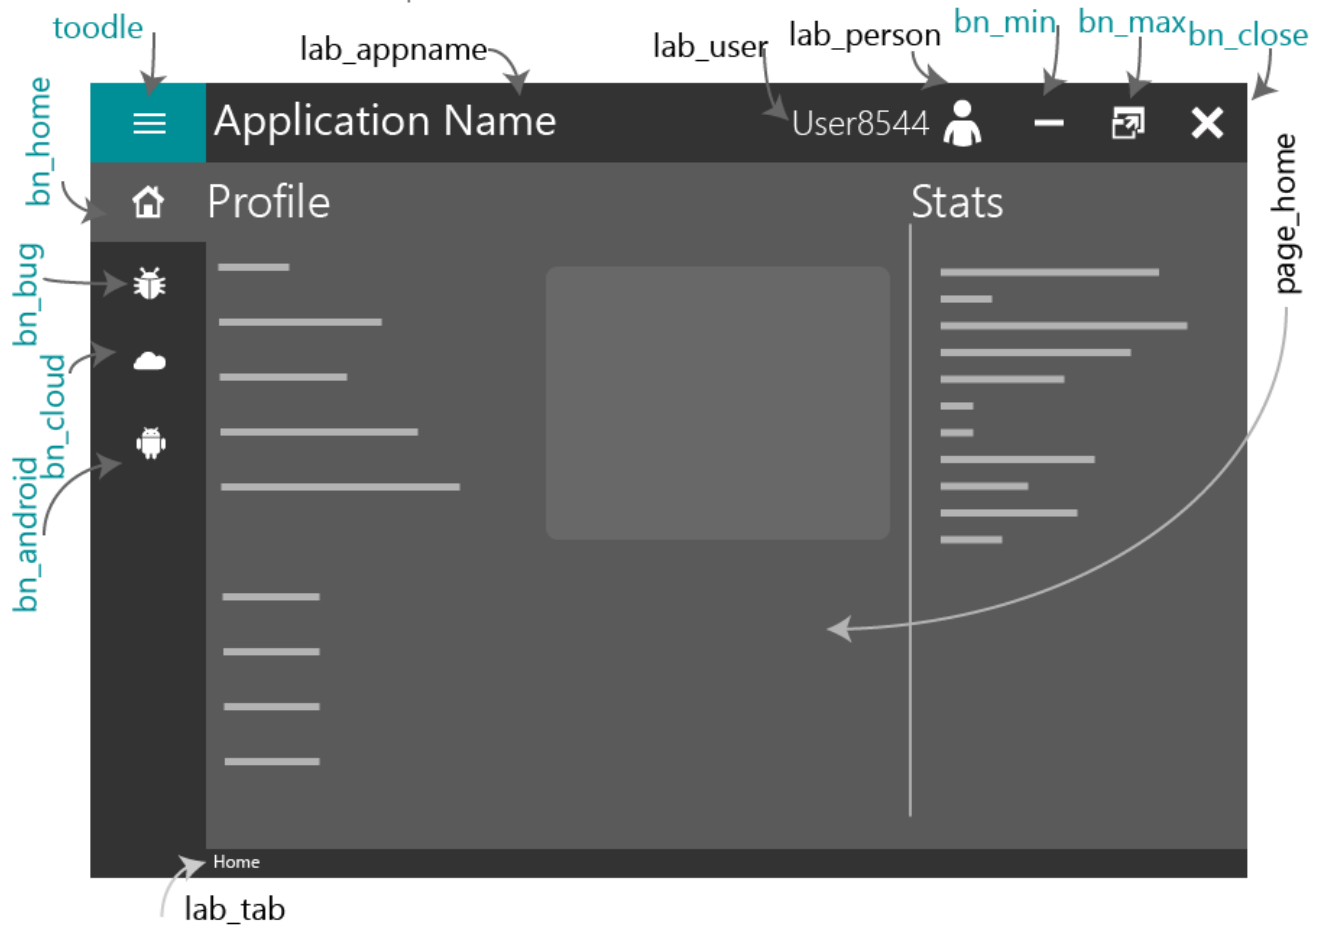 toodle
lab_appname
lab_user
lab_person
bn_min
bn_max
bn_close
Application Name
User8544
bn_home
Profile
Stats
page_home
bn_bug
bn_cloud
bn_android
Home
lab_tab